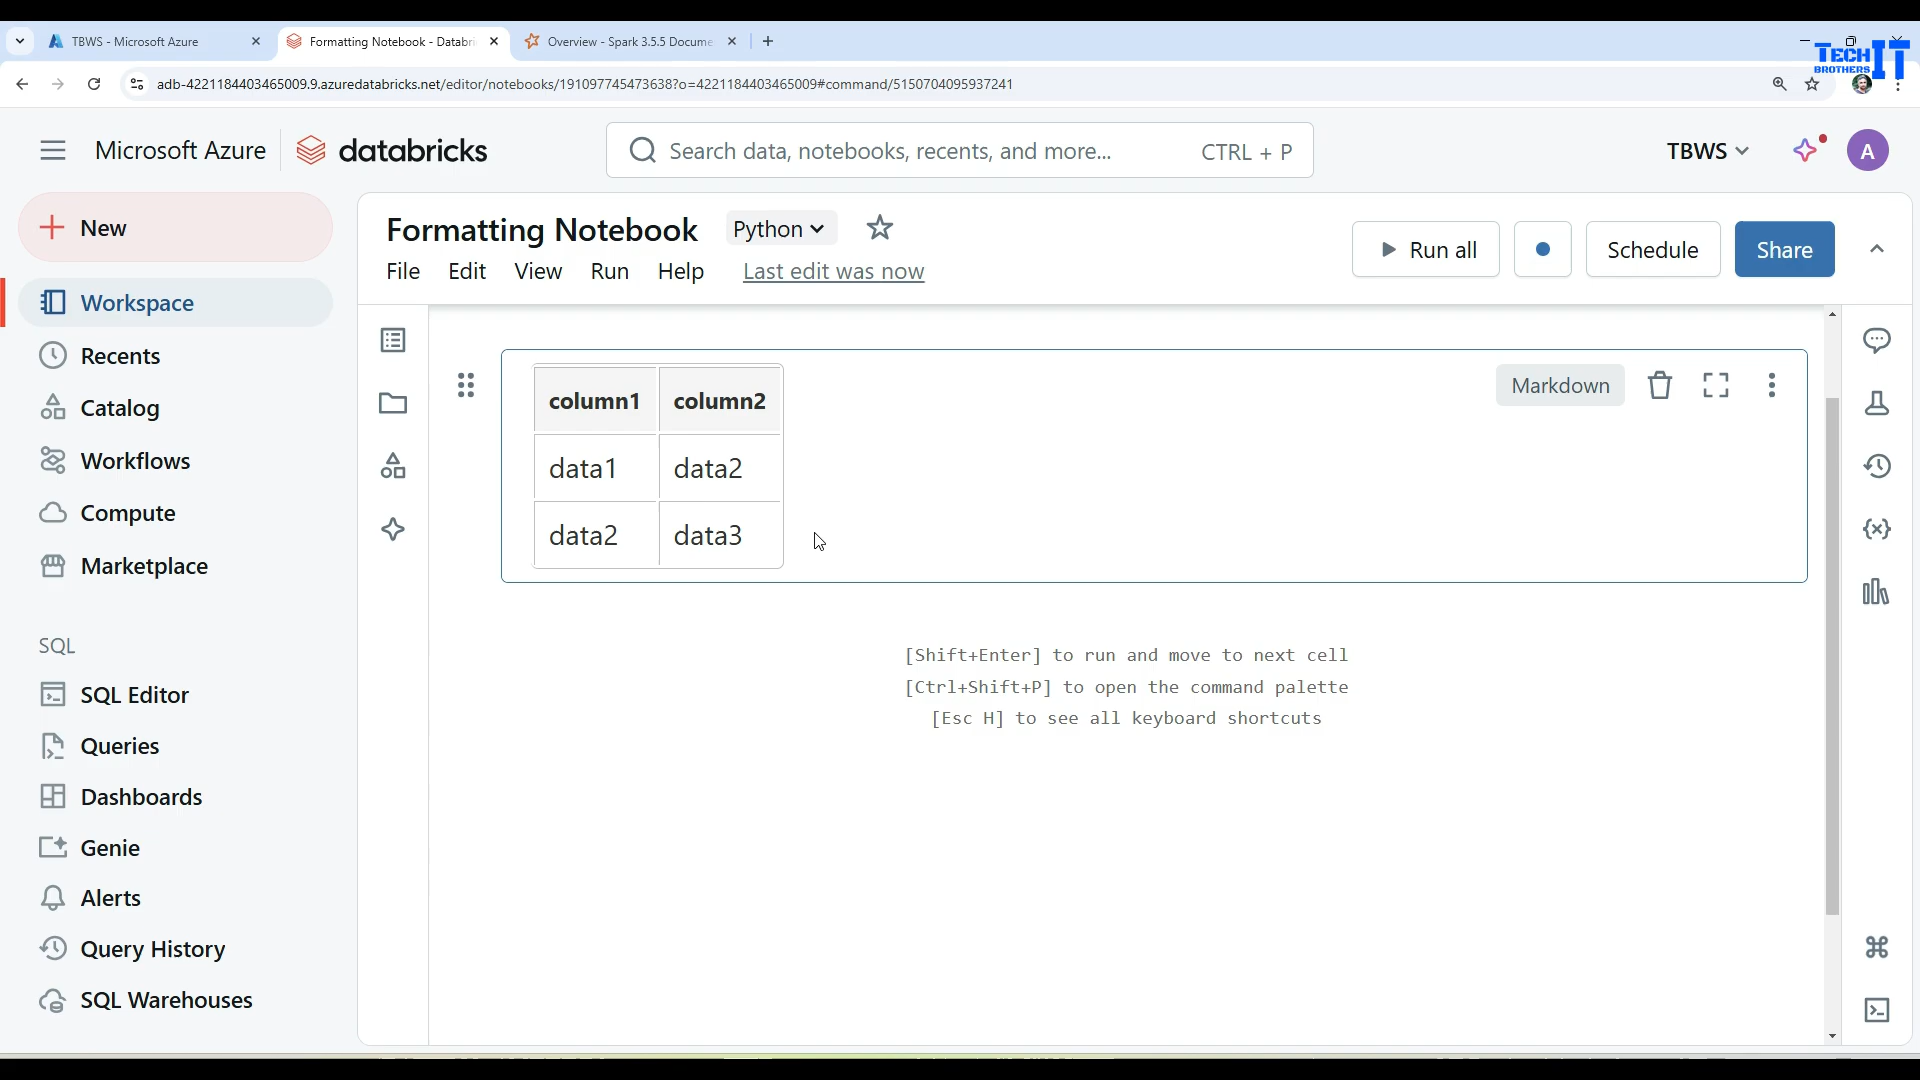 TBWS - Microsoft Azure
Formatting Notebook - Databri
Overview - Spark 3.5.5 Docume
TECH IT
BROTHERS
adb-4221184403465009.9.azuredatabricks.net/editor/notebooks/1910977454736387?o=4221184403465009#command/5150704095937241
Microsoft Azure
databricks
Search data, notebooks, recents, and more...
CTRL + P
TBWS
A
New
Workspace
Recents
Catalog
Workflows
Compute
Marketplace
SQL
SQL Editor
Queries
Dashboards
Genie
Alerts
Query History
SQL Warehouses
Formatting Notebook
Python
File Edit View Run Help Last edit was now
Run all
Schedule
Share
column1 column2
data1 data2
data2 data3
Markdown
[Shift+Enter] to run and move to next cell
[Ctrl+Shift+P] to open the command palette
[Esc H] to see all keyboard shortcuts